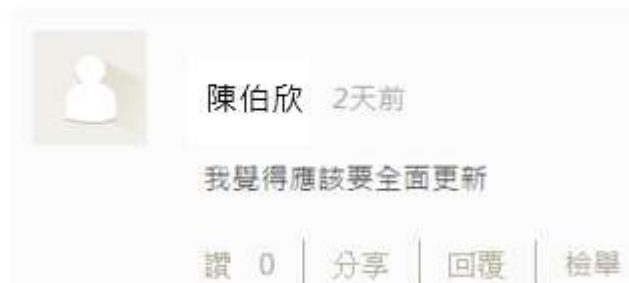 陳伯欣 2天前
我覺得應該要全面更新
讚 0 | 分享 | 回覆 | 檢舉